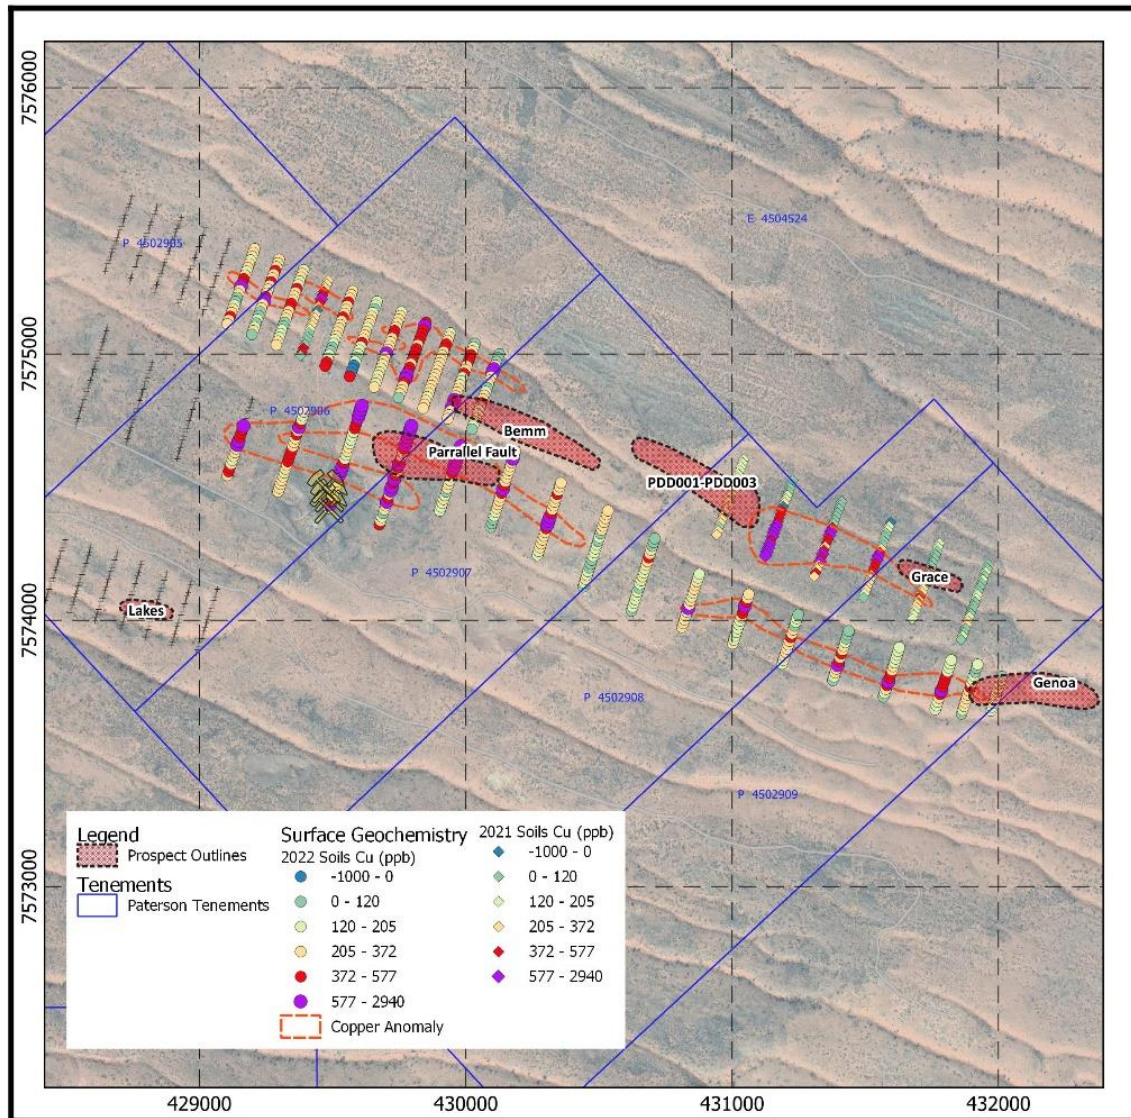 7576000
E 4504524
P 4502905
7575000
P 4502906
Bemm
Parrallel Fault
PDD001-PDD003
P 4502907
Grace
7574000
Lakes
Genoa
P 4502908
P 4502909
7573000
Legend
Prospect Outlines
Tenements
Paterson Tenements
Surface Geochemistry
2022 Soils Cu (ppb)
-1000 - 0
0 - 120
120 - 205
205 - 372
372 - 577
577 - 2940
Copper Anomaly
2021 Soils Cu (ppb)
-1000 - 0
0 - 120
120 - 205
205 - 372
372 - 577
577 - 2940
429000
430000
431000
432000